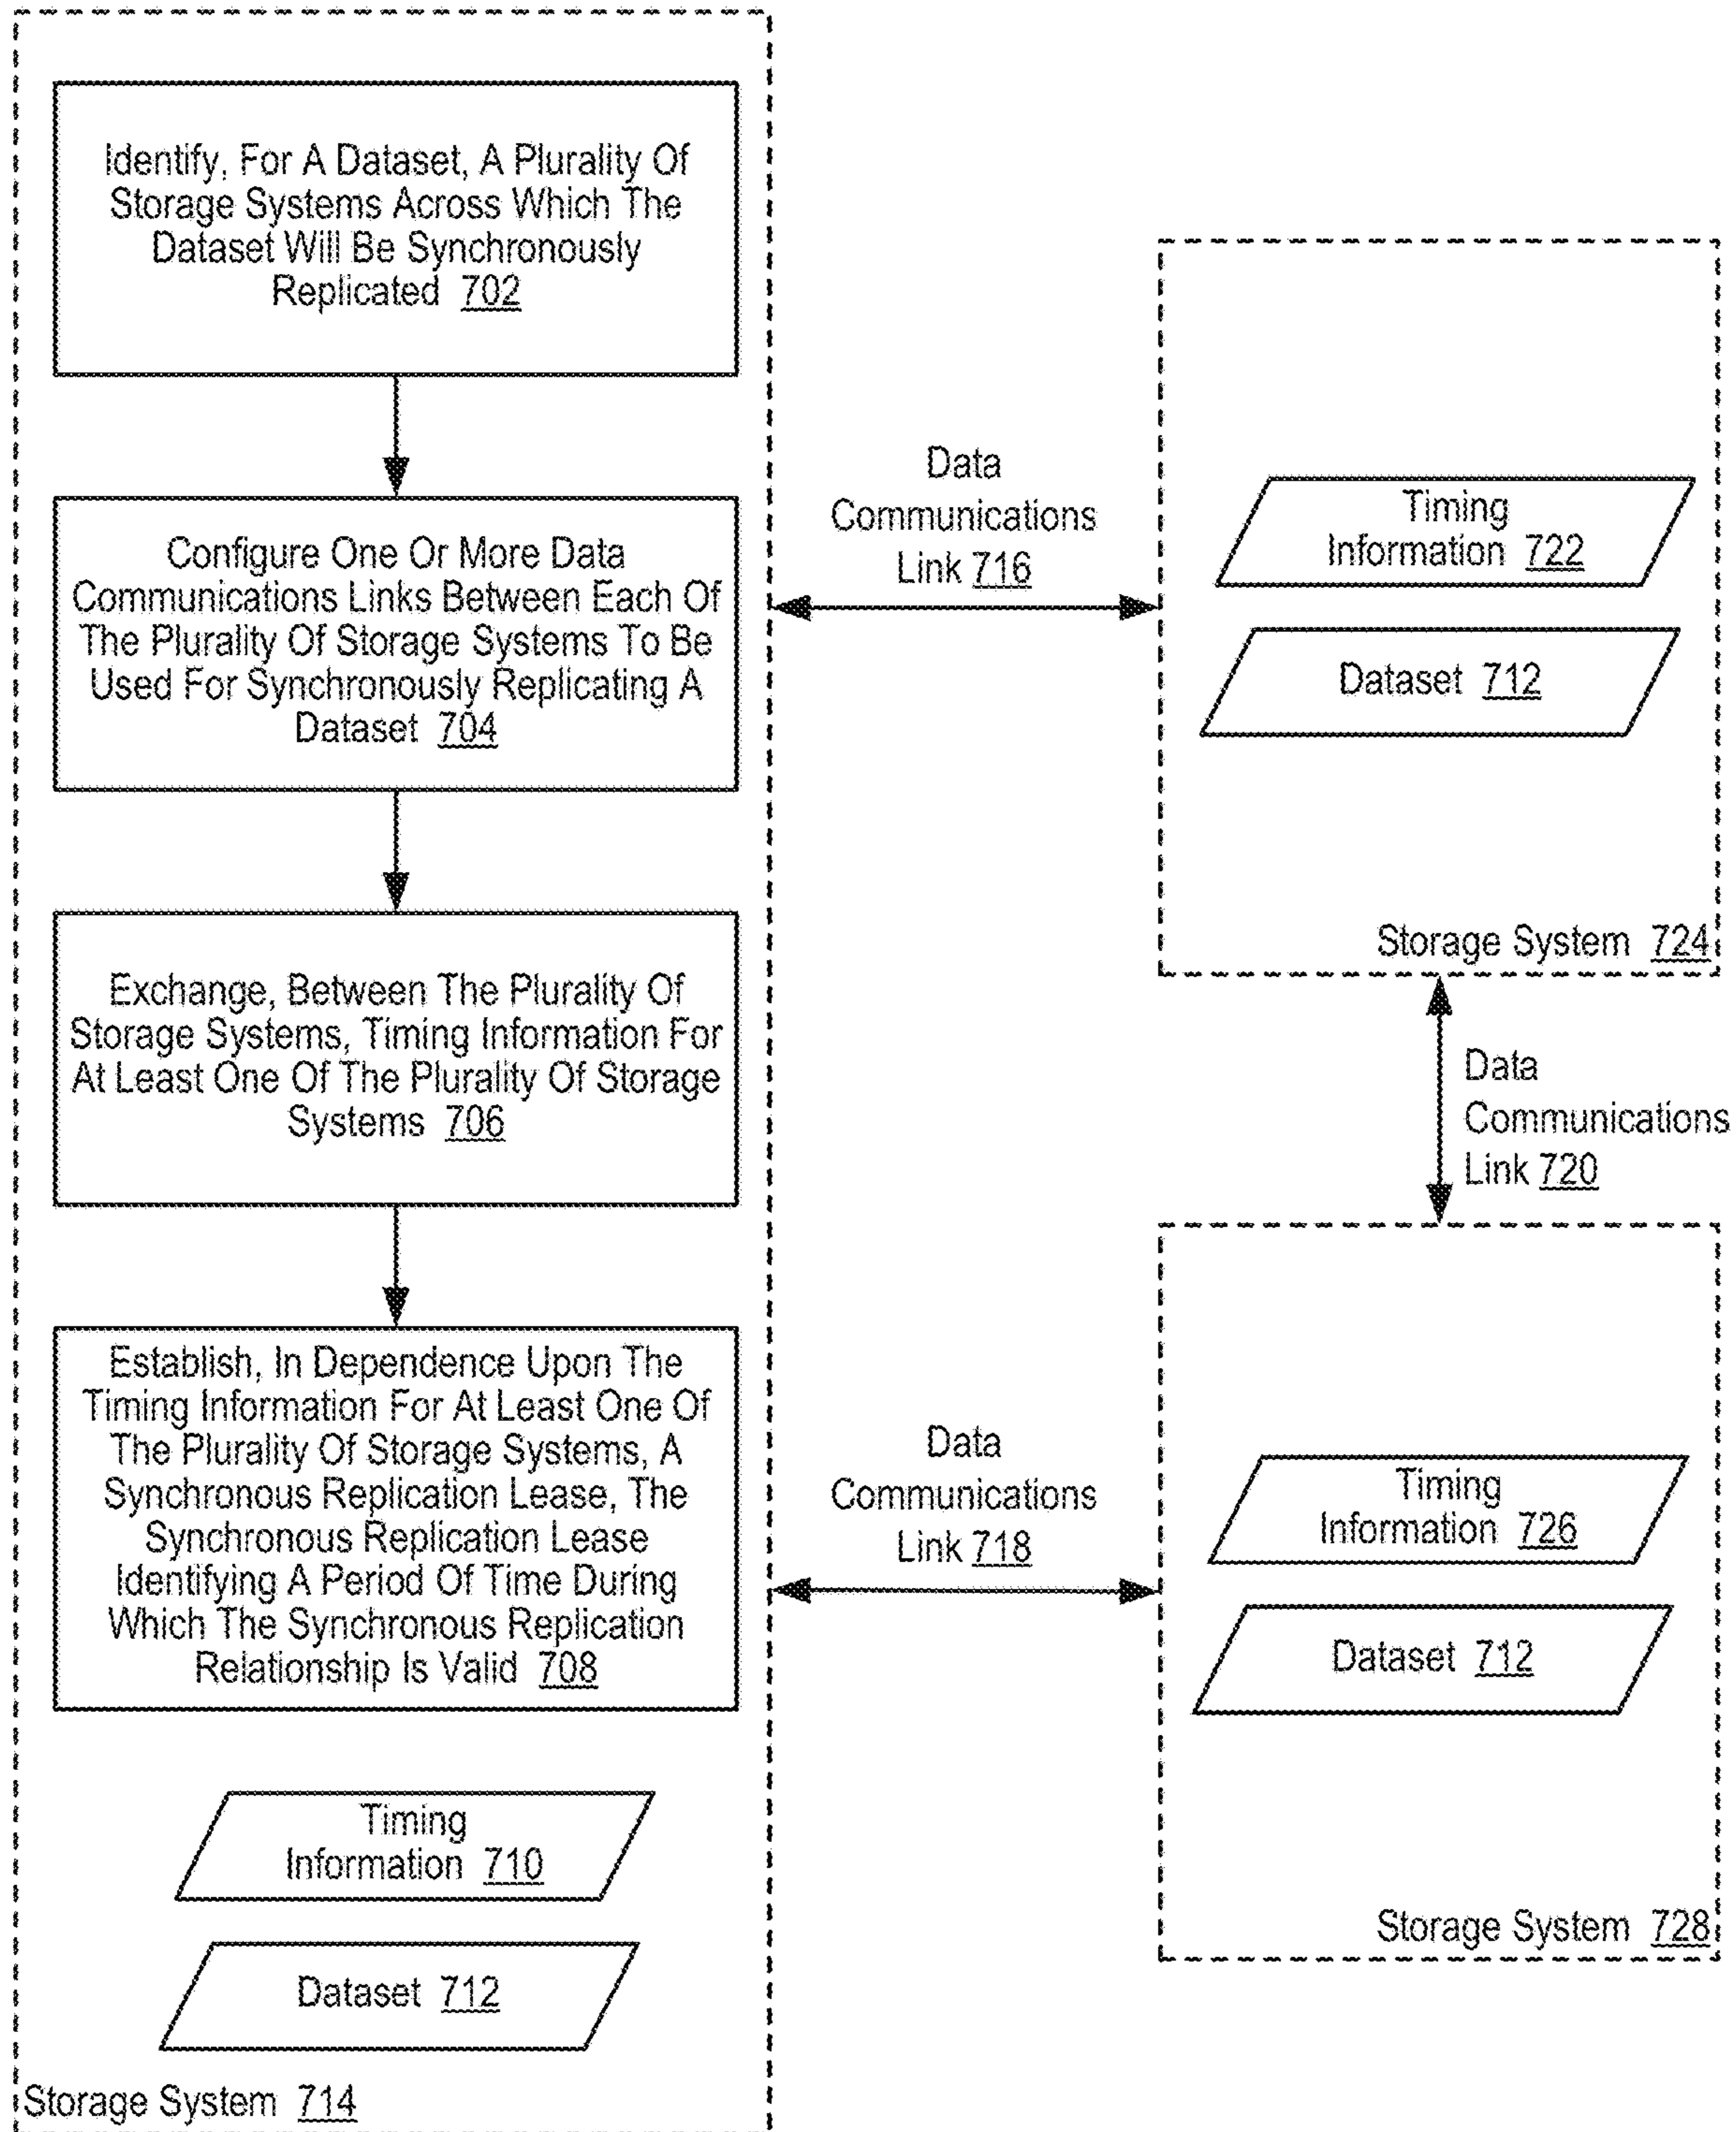 Identify, For A Dataset, A Plurality Of
Storage Systems Across Which The
Dataset Will Be Synchronously
Replicated 702
Configure One Or More Data
Communications Links Between Each Of
The Plurality Of Storage Systems To Be
Used For Synchronously Replicating A
Dataset 704
Exchange, Between The Plurality Of
Storage Systems, Timing Information For
At Least One Of The Plurality Of Storage
Systems 706
Establish, In Dependence Upon The
Timing Information For At Least One Of
The Plurality Of Storage Systems, A
Synchronous Replication Lease, The
Synchronous Replication Lease
Identifying A Period Of Time During
Which The Synchronous Replication
Relationship Is Valid 708
Timing
Information 710
Dataset 712
Storage System 714
Data
Communications
Link 716
Timing
Information 722
Dataset 712
Storage System 724
Data
Communications
Link 720
Data
Communications
Link 718
Timing
Information 726
Dataset 712
Storage System 728